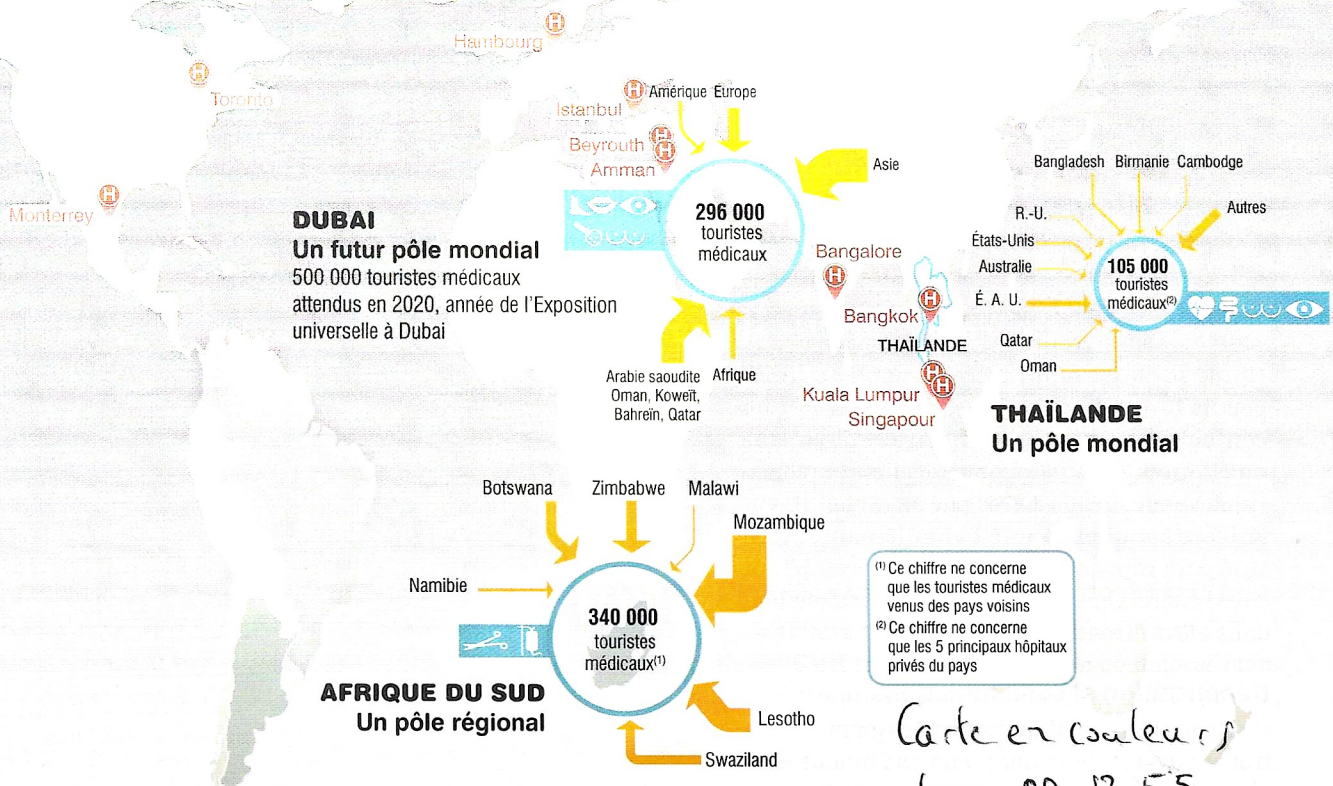 Hambourg
Toronto
Istanbul
Beyrouth
Amman
Monterrey
Amérique Europe
Asie
DUBAI
Un futur pôle mondial
500 000 touristes médicaux
attendus en 2020, année de l'Exposition
universelle à Dubai
296 000
touristes
médicaux
Arabie saoudite
Oman, Koweït,
Bahreïn, Qatar
Afrique
Bangalore
Bangkok
THAÏLANDE
Kuala Lumpur
Singapour
Bangladesh Birmanie Cambodge
R.-U.
Autres
États-Unis
Australie
É. A. U.
Qatar
Oman
105 000
touristes
médicaux(2)
THAÏLANDE
Un pôle mondial
Botswana Zimbabwe Malawi
Mozambique
Namibie
340 000
touristes
médicaux(1)
AFRIQUE DU SUD
Un pôle régional
Lesotho
Swaziland
(1) Ce chiffre ne concerne
que les touristes médicaux
venus des pays voisins
(2) Ce chiffre ne concerne
que les 5 principaux hôpitaux
privés du pays
Carte en couleurs